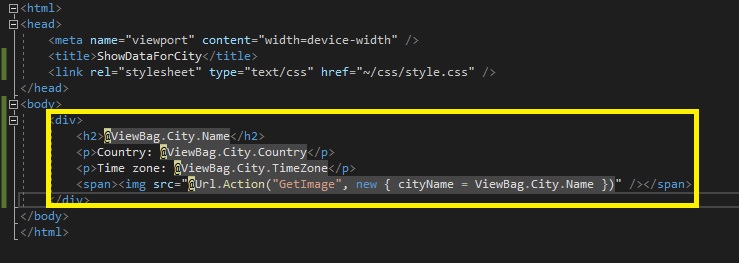 <html>
<head>
<meta name="viewport" content="width=device-width" />
<title>ShowDataForCity</title>
<link rel="stylesheet" type="text/css" href="~/css/style.css" />
</head>
<body>
<div>
<h2>@ViewBag.City.Name</h2>
<p>Country: @ViewBag.City.Country</p>
<p>Time zone: @ViewBag.City.TimeZone</p>
<span><img src="@Url.Action("GetImage", new { cityName = ViewBag.City.Name })" /></span>
</div>
</body>
</html>